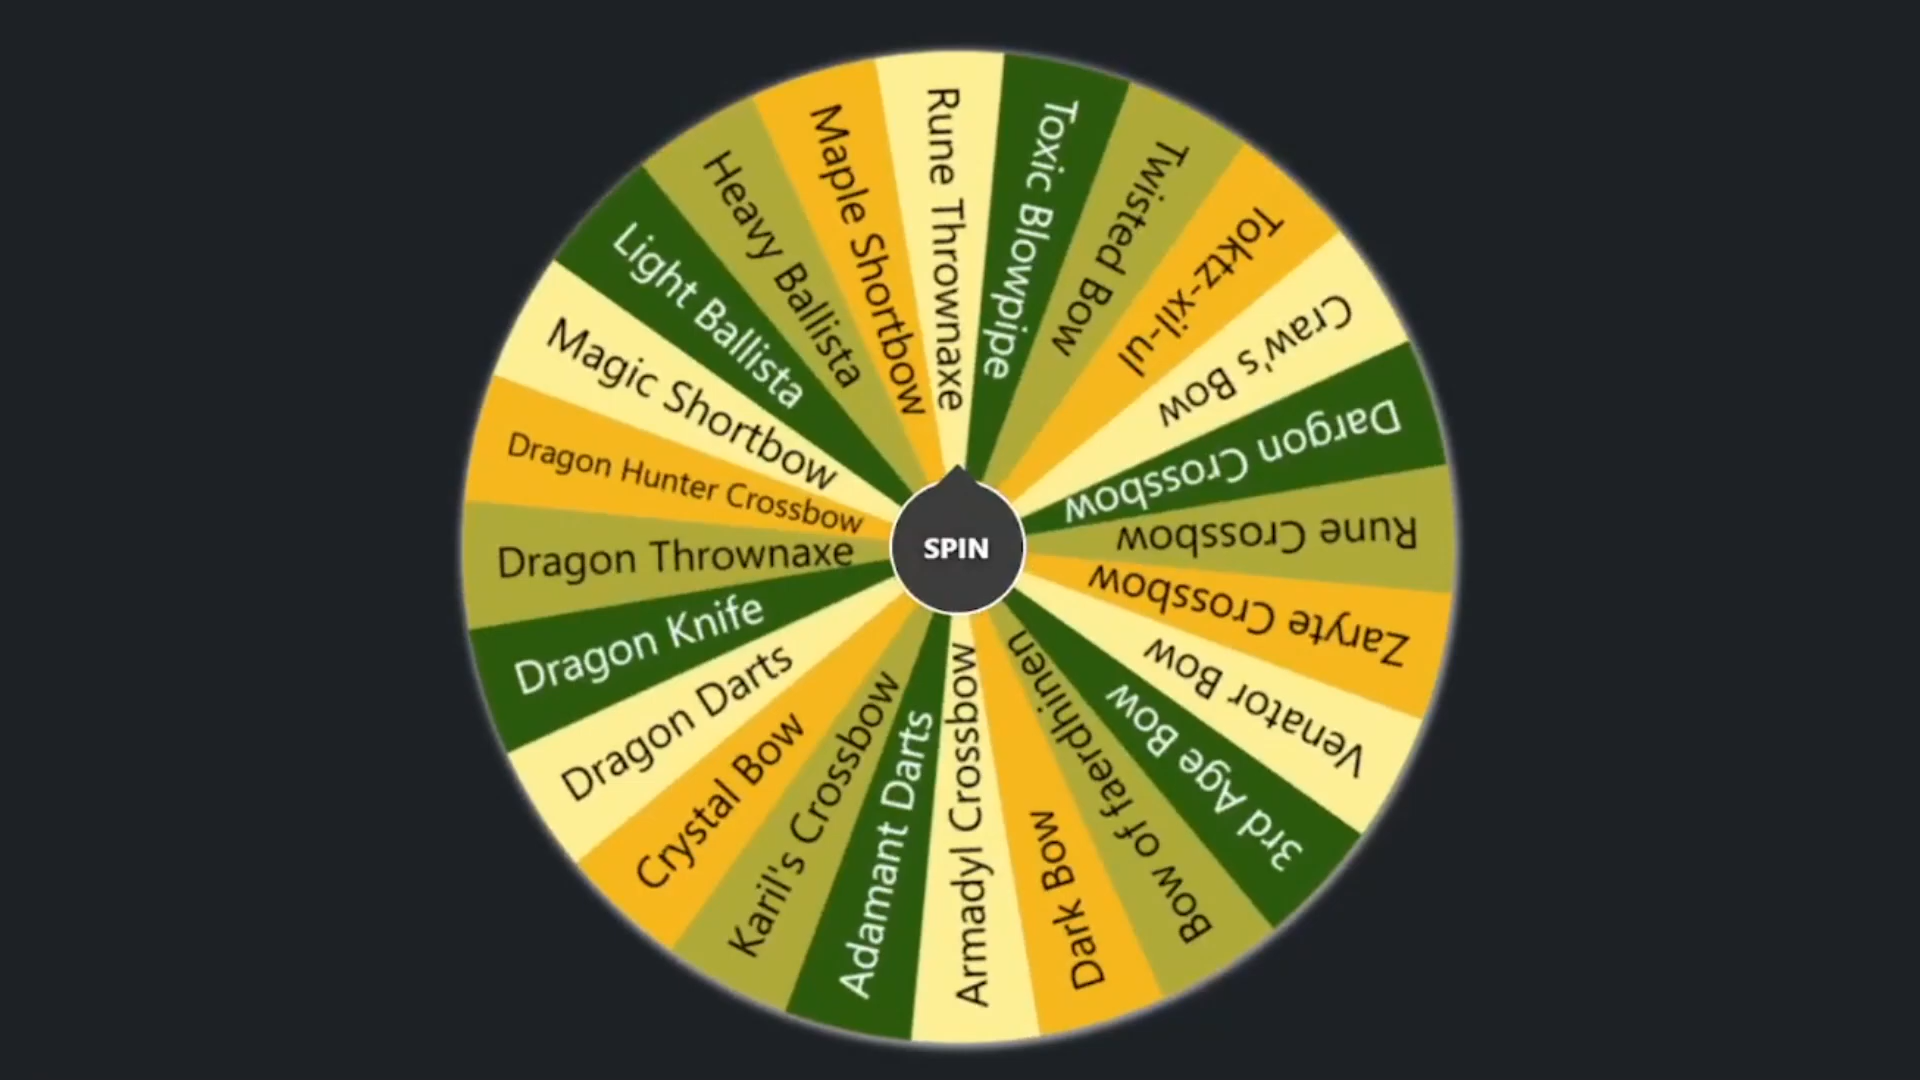 Rune Thrownaxe
Toxic Blowpipe
Twisted Bow
Toktz-xil-ul
Craw's Bow
Dargon Crossbow
Rune Crossbow
Zaryte Crossbow
Venator Bow
3rd Age Bow
Bow of faerdhinen
Dark Bow
Armadyl Crossbow
Adamant Darts
Karil's Crossbow
Crystal Bow
Dragon Darts
Dragon Knife
Dragon Thrownaxe
Dragon Hunter Crossbow
Magic Shortbow
Light Ballista
Heavy Ballista
Maple Shortbow
SPIN